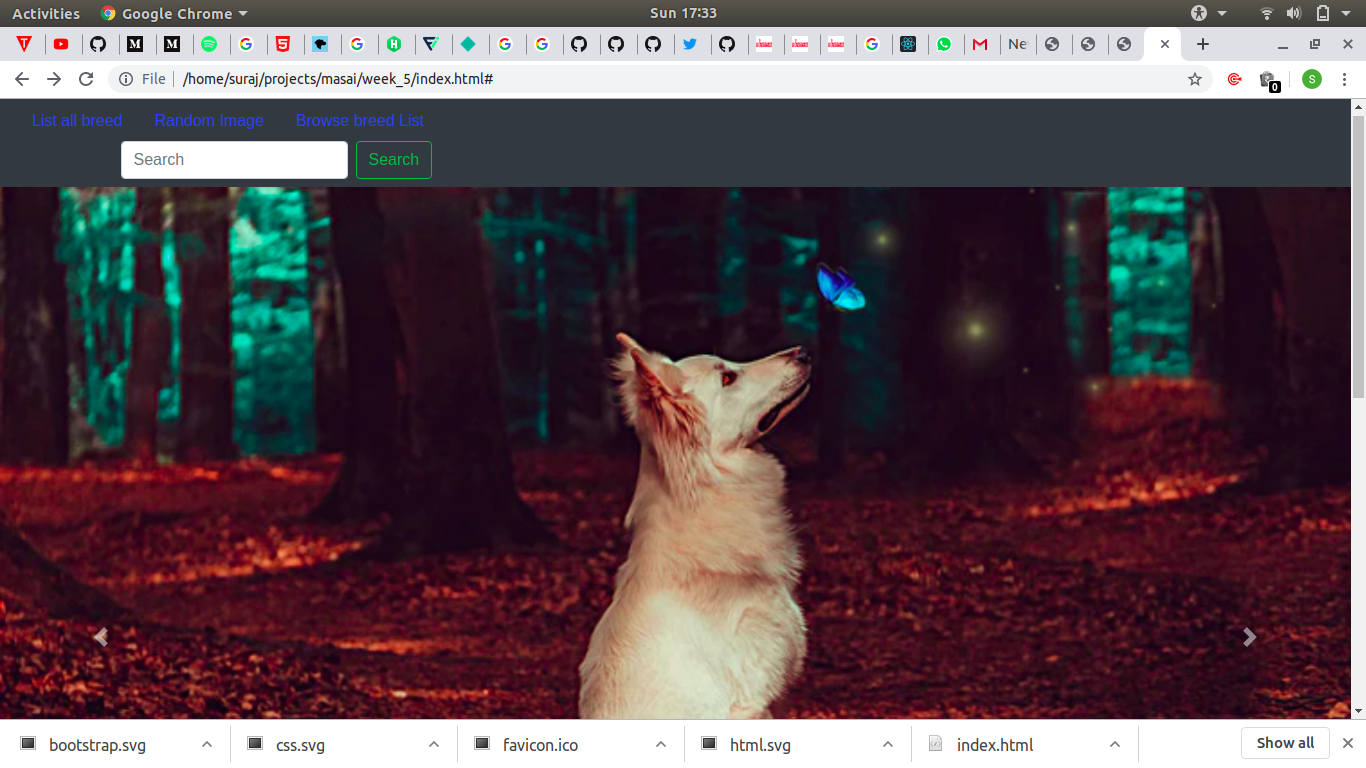 Activities Google Chrome Sun 17:33
Ne
File /home/suraj/projects/masai/week_5/index.html# 0 S
List all breed Random Image Browse breed List
Search Search
bootstrap.svg css.svg favicon.ico html.svg index.html Show all